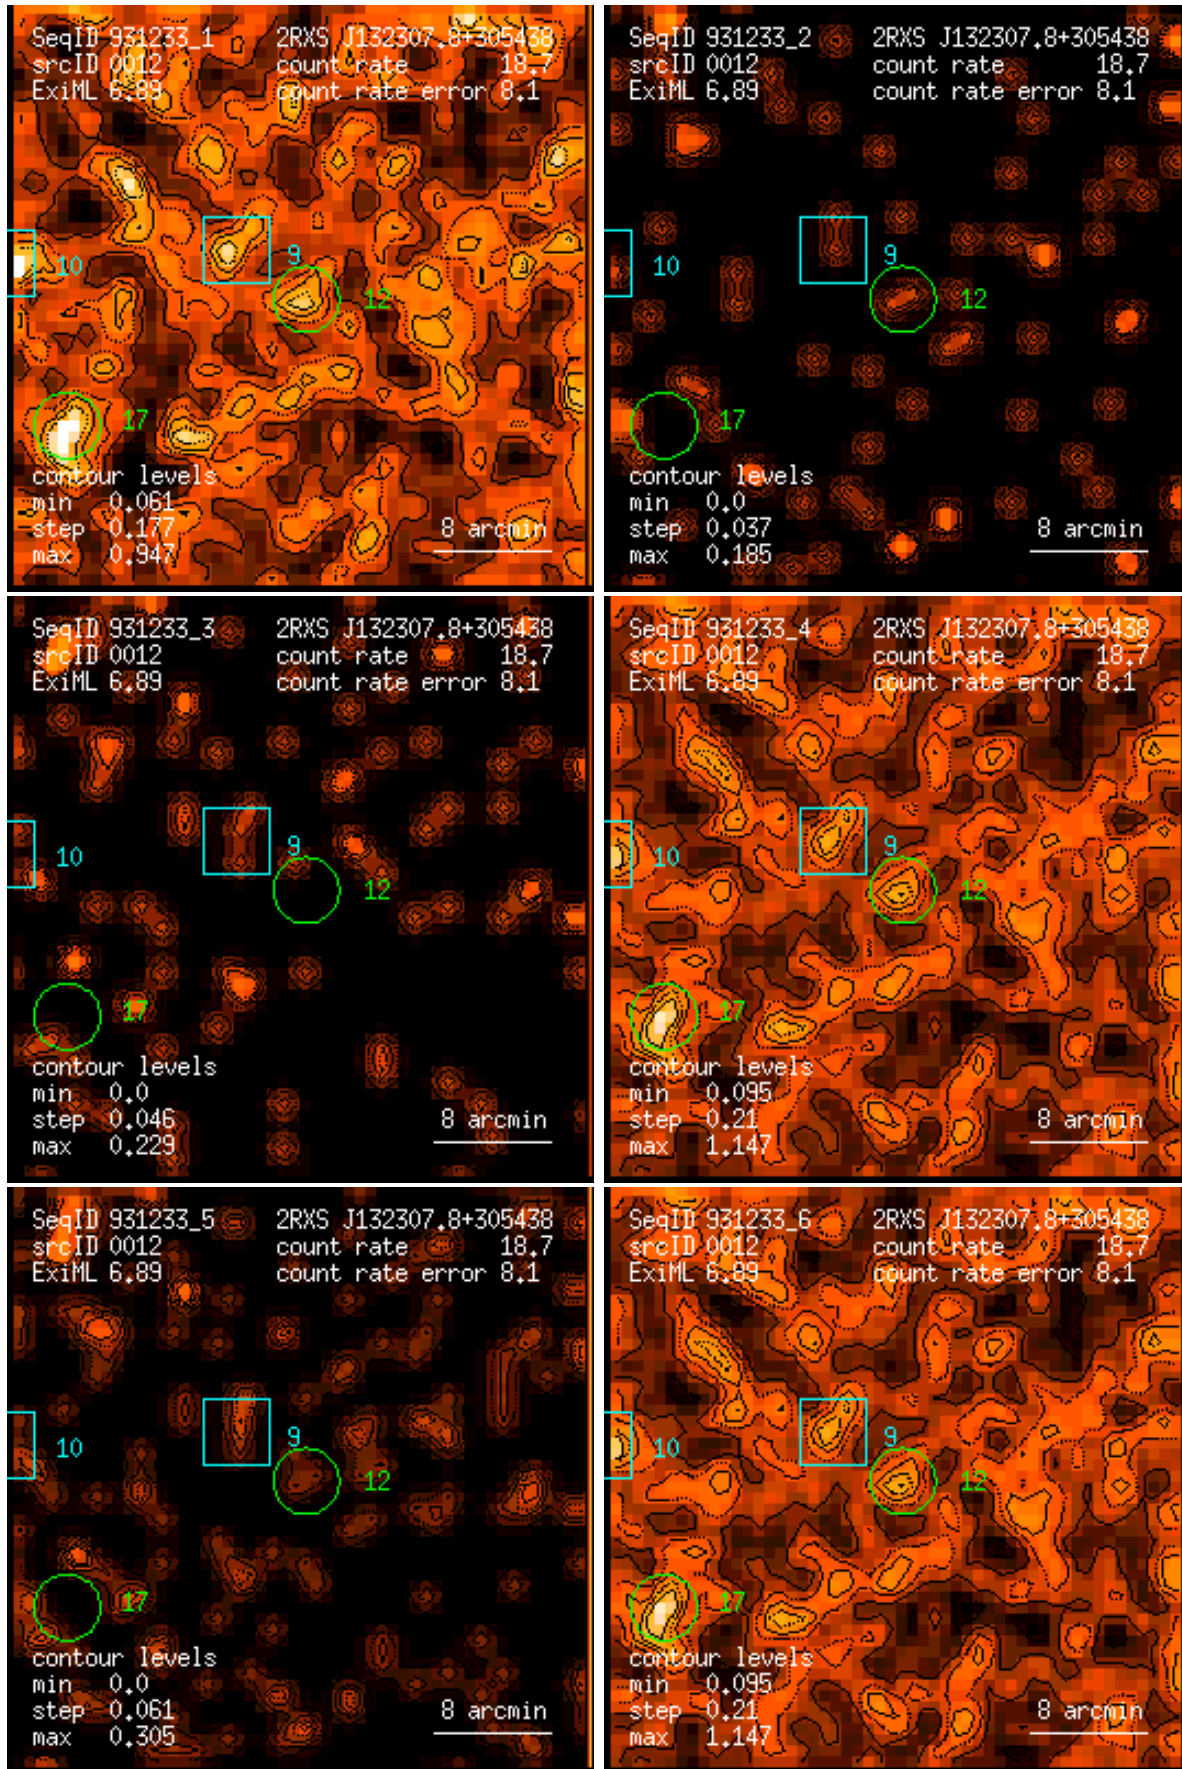 SeqID 931233_1 2RXS J132307.8+305438
srcID 0012 count rate 18.7
ExiML 6.89 count rate error 8.1
9
10
12
17
contour levels
min 0.061
step 0.177
max 0.947
8 arcmin
SeqID 931233_2 2RXS J132307.8+305438
srcID 0012 count rate 18.7
ExiML 6.89 count rate error 8.1
9
10
12
17
contour levels
min 0.0
step 0.037
max 0.185
8 arcmin
SeqID 931233_3 2RXS J132307.8+305438
srcID 0012 count rate 18.7
ExiML 6.89 count rate error 8.1
9
10
12
17
contour levels
min 0.0
step 0.046
max 0.229
8 arcmin
SeqID 931233_4 2RXS J132307.8+305438
srcID 0012 count rate 18.7
ExiML 6.89 count rate error 8.1
9
10
12
17
contour levels
min 0.095
step 0.21
max 1.147
8 arcmin
SeqID 931233_5 2RXS J132307.8+305438
srcID 0012 count rate 18.7
ExiML 6.89 count rate error 8.1
9
10
12
17
contour levels
min 0.0
step 0.061
max 0.305
8 arcmin
SeqID 931233_6 2RXS J132307.8+305438
srcID 0012 count rate 18.7
ExiML 6.89 count rate error 8.1
9
10
12
17
contour levels
min 0.095
step 0.21
max 1.147
8 arcmin